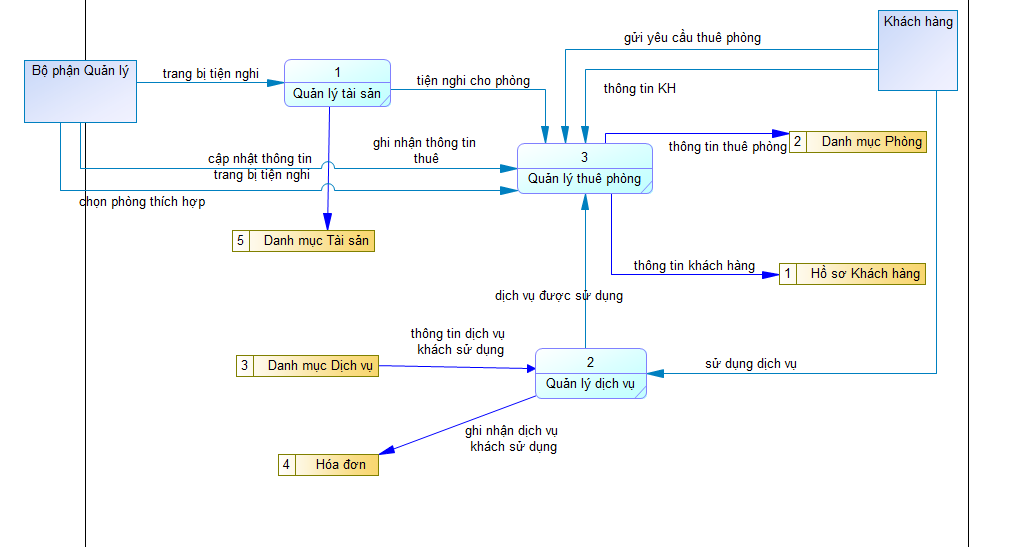 Khách hàng
gửi yêu cầu thuê phòng
Bộ phận Quản lý
trang bị tiện nghi
1
Quản lý tài sản
tiện nghi cho phòng
thông tin KH
ghi nhận thông tin
thuê
3
Quản lý thuê phòng
thông tin thuê phòng
2
Danh mục Phòng
cập nhật thông tin
trang bị tiện nghi
chọn phòng thích hợp
5
Danh mục Tài sản
thông tin khách hàng
1
Hồ sơ Khách hàng
dịch vụ được sử dụng
thông tin dịch vụ
khách sử dụng
3
Danh mục Dịch vụ
2
Quản lý dịch vụ
sử dụng dịch vụ
ghi nhận dịch vụ
khách sử dụng
4
Hóa đơn